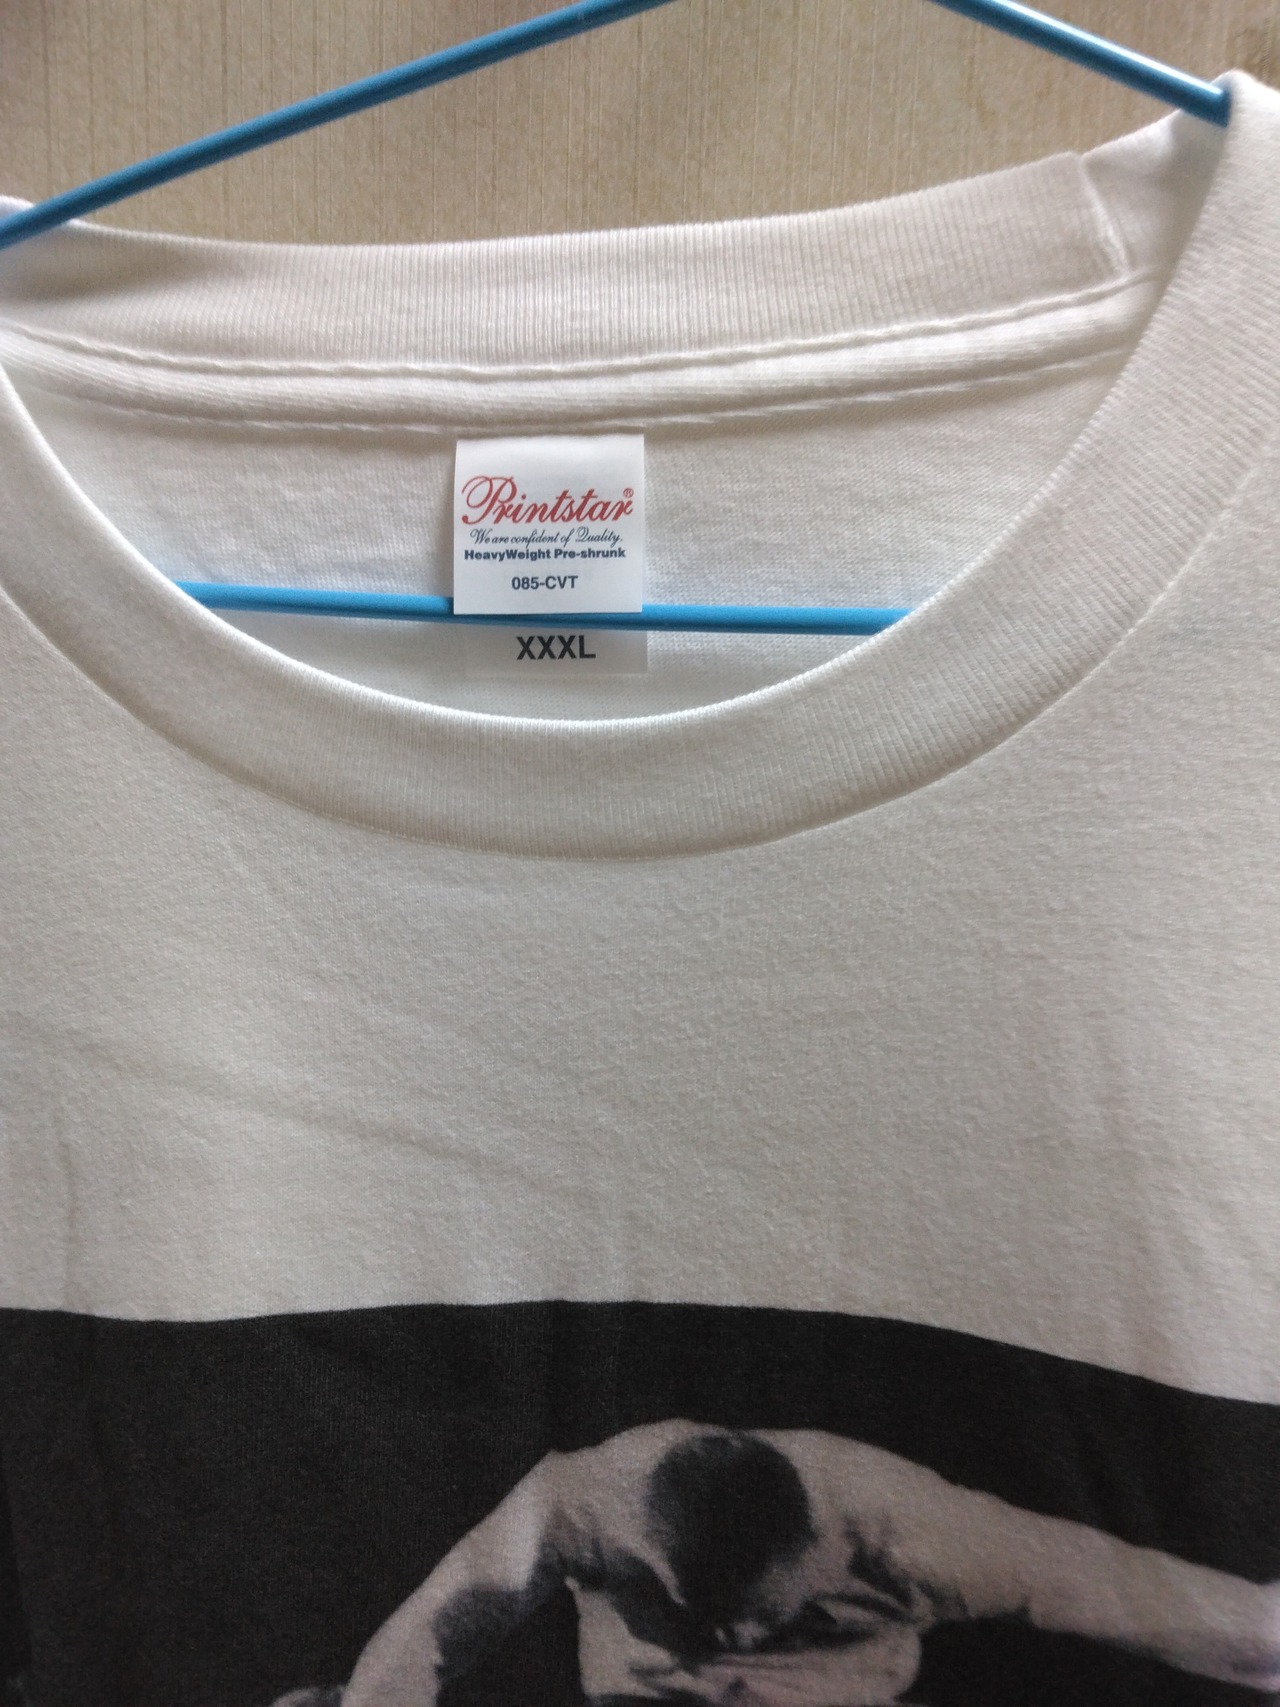 Printstar®
We are confident of Quality.
HeavyWeight Pre-shrunk
085-CVT
XXXL